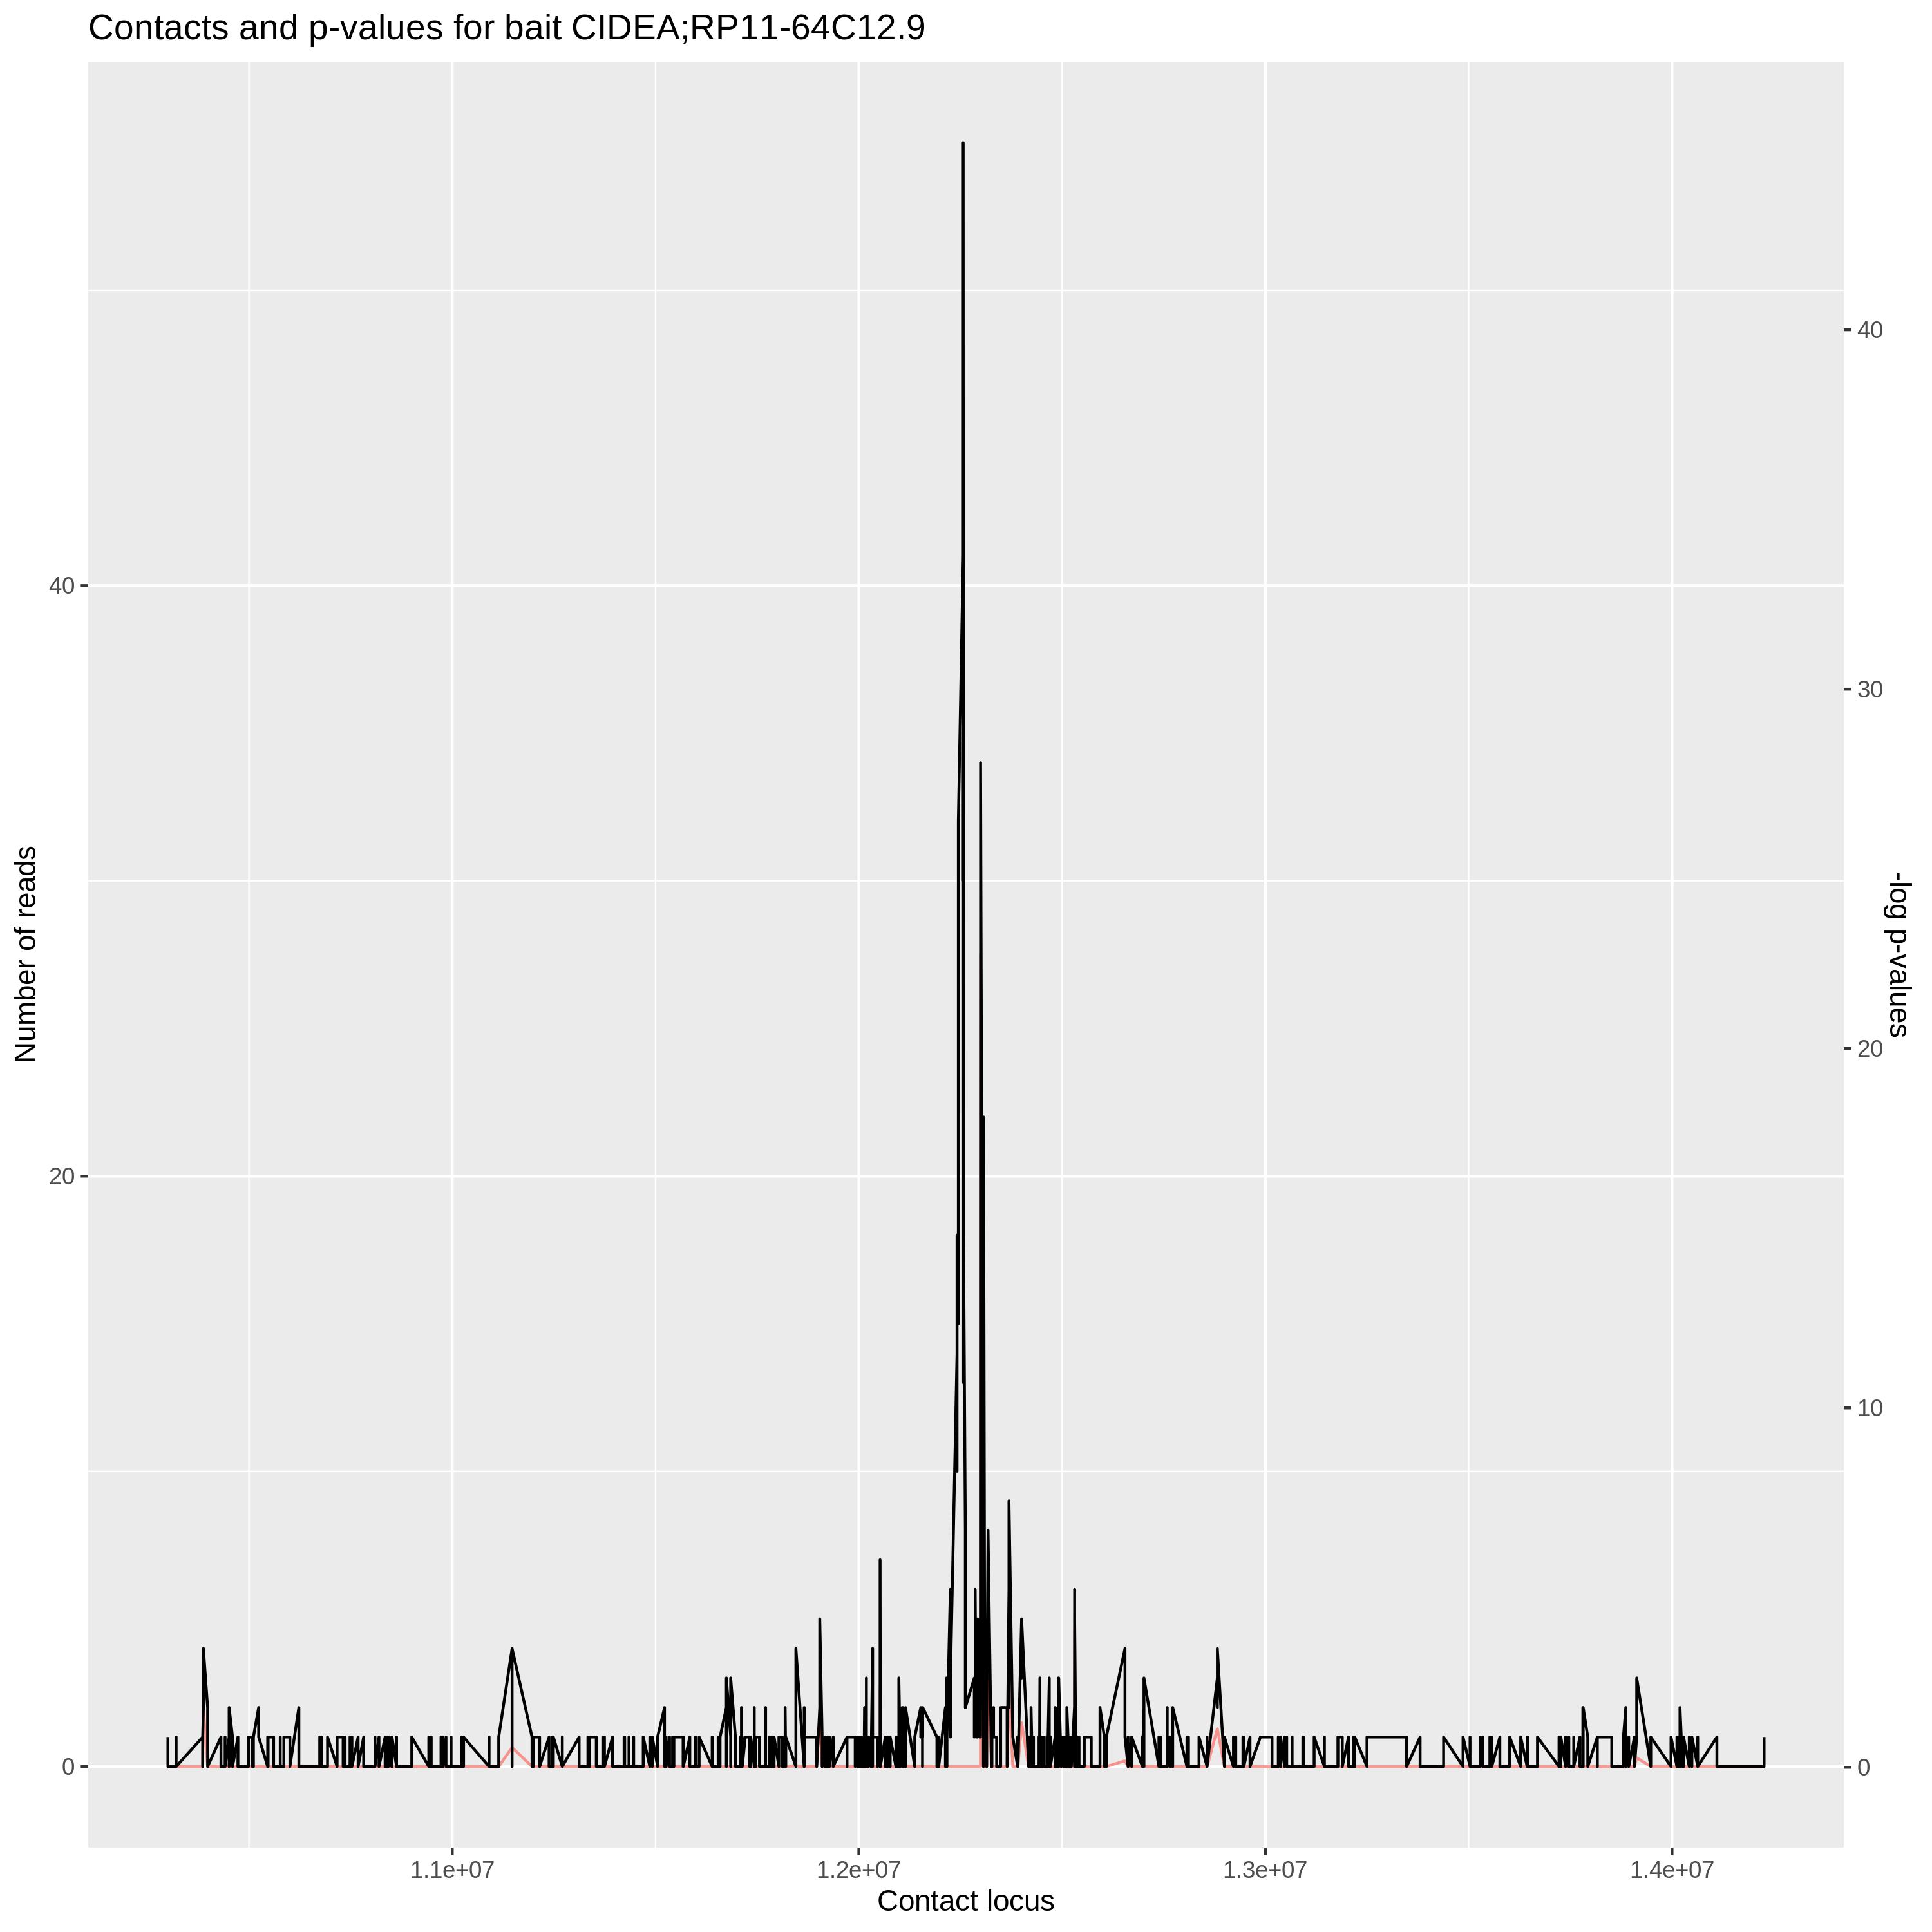 Contacts and p-values for bait CIDEA;RP11-64C12.9
Number of reads
40
20
0
-log p-values
40
30
20
10
0
1.1e+07 1.2e+07 1.3e+07 1.4e+07
Contact locus